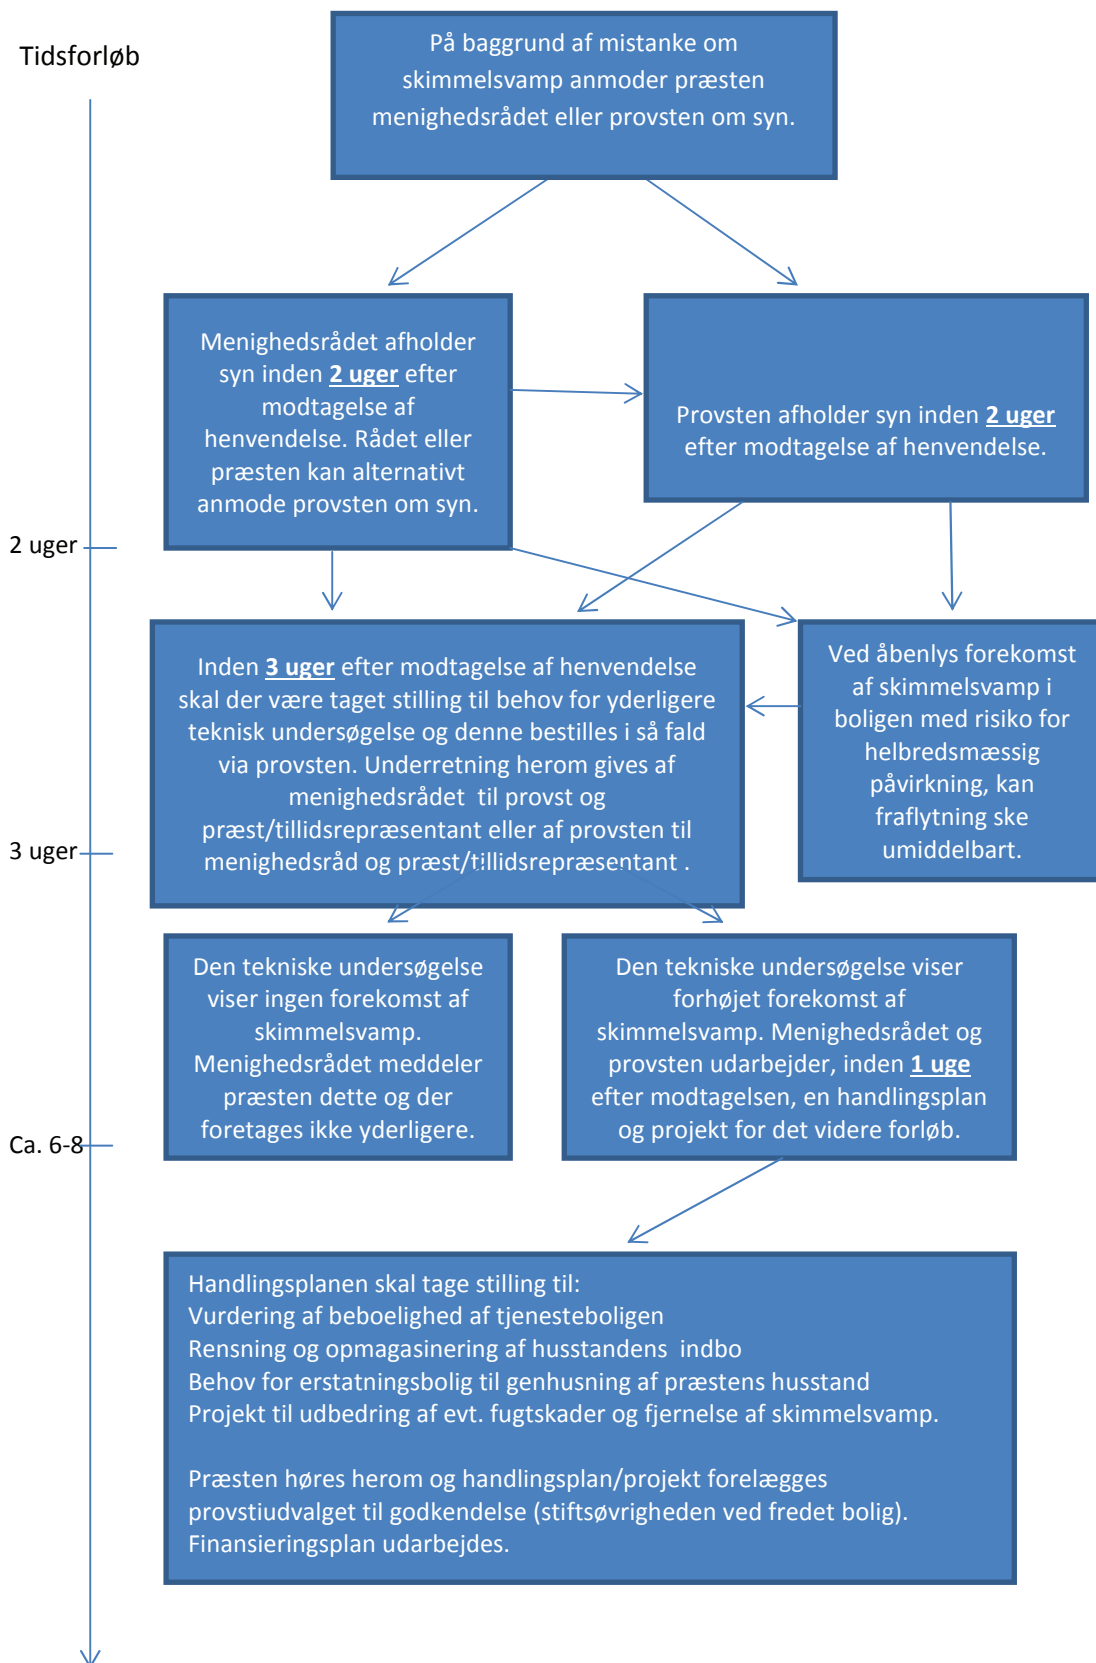 Tidsforløb
På baggrund af mistanke om
skimmelsvamp anmoder præsten
menighedsrådet eller provsten om syn.
Menighedsrådet afholder
syn inden 2 uger efter
modtagelse af
henvendelse. Rådet eller
præsten kan alternativt
anmode provsten om syn.
Provsten afholder syn inden 2 uger
efter modtagelse af henvendelse.
2 uger
Inden 3 uger efter modtagelse af henvendelse
skal der være taget stilling til behov for yderligere
teknisk undersøgelse og denne bestilles i så fald
via provsten. Underretning herom gives af
menighedsrådet til provst og
præst/tillidsrepræsentant eller af provsten til
menighedsråd og præst/tillidsrepræsentant .
Ved åbenlys forekomst
af skimmelsvamp i
boligen med risiko for
helbredsmæssig
påvirkning, kan
fraflytning ske
umiddelbart.
3 uger
Den tekniske undersøgelse
viser ingen forekomst af
skimmelsvamp.
Menighedsrådet meddeler
præsten dette og der
foretages ikke yderligere.
Den tekniske undersøgelse viser
forhøjet forekomst af
skimmelsvamp. Menighedsrådet og
provsten udarbejder, inden 1 uge
efter modtagelsen, en handlingsplan
og projekt for det videre forløb.
Ca. 6-8
Handlingsplanen skal tage stilling til:
Vurdering af beboelighed af tjenesteboligen
Rensning og opmagasinering af husstandens indbo
Behov for erstatningsbolig til genhusning af præstens husstand
Projekt til udbedring af evt. fugtskader og fjernelse af skimmelsvamp.
Præsten høres herom og handlingsplan/projekt forelægges
provstiudvalget til godkendelse (stiftsøvrigheden ved fredet bolig).
Finansieringsplan udarbejdes.